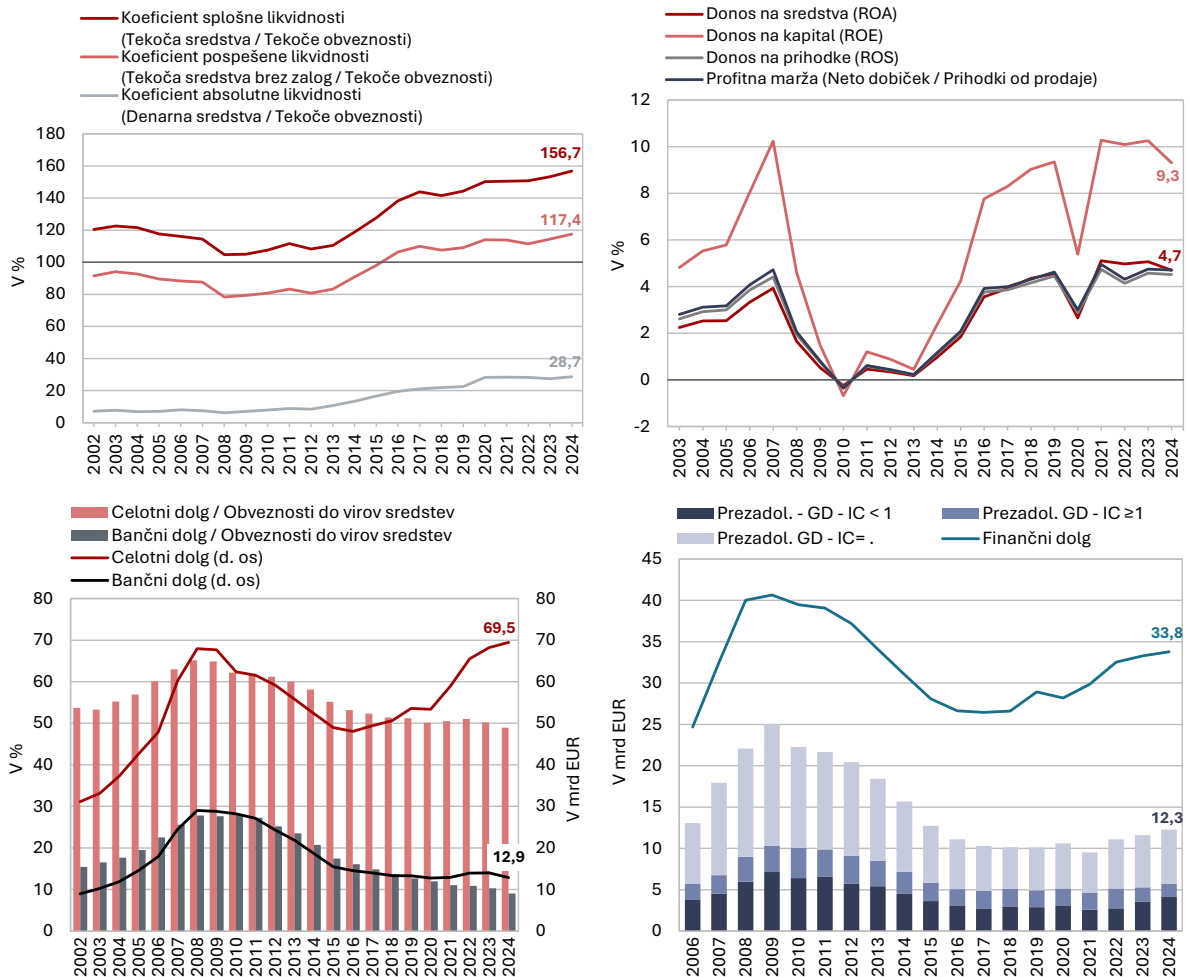 Koeficient splošne likvidnosti
(Tekoča sredstva / Tekoče obveznosti)
Koeficient pospešene likvidnosti
(Tekoča sredstva brez zalog / Tekoče obveznosti)
Koeficient absolutne likvidnosti
(Denarna sredstva / Tekoče obveznosti)
V %
180
160
140
120
100
80
60
40
20
0
156,7
117,4
28,7
2002 2003 2004 2005 2006 2007 2008 2009 2010 2011 2012 2013 2014 2015 2016 2017 2018 2019 2020 2021 2022 2023 2024
Donos na sredstva (ROA)
Donos na kapital (ROE)
Donos na prihodke (ROS)
Profitna marža (Neto dobiček / Prihodki od prodaje)
V %
12
10
8
6
4
2
0
-2
9,3
4,7
2003 2004 2005 2006 2007 2008 2009 2010 2011 2012 2013 2014 2015 2016 2017 2018 2019 2020 2021 2022 2023 2024
Celotni dolg / Obveznosti do virov sredstev
Bančni dolg / Obveznosti do virov sredstev
Celotni dolg (d. os)
Bančni dolg (d. os)
V %
80
70
60
50
40
30
20
10
0
69,5
12,9
80
70
60
50
40
30
20
10
0
V mrd EUR
2002 2003 2004 2005 2006 2007 2008 2009 2010 2011 2012 2013 2014 2015 2016 2017 2018 2019 2020 2021 2022 2023 2024
Prezadol. - GD - IC < 1
Prezadol. GD - IC ≥1
Prezadol. GD - IC= .
Finančni dolg
V mrd EUR
45
40
35
30
25
20
15
10
5
0
33,8
12,3
2006 2007 2008 2009 2010 2011 2012 2013 2014 2015 2016 2017 2018 2019 2020 2021 2022 2023 2024